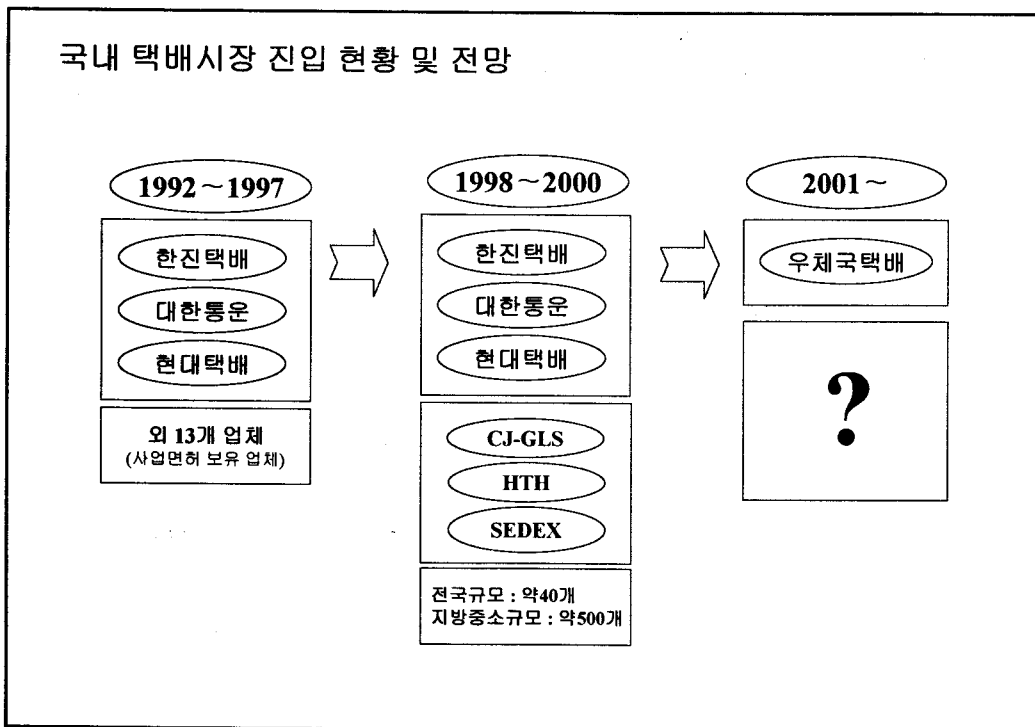 국내 택배시장 진입 현황 및 전망
1992～1997
한진택배
대한통운
현대택배
외 13개 업체
(사업면허 보유 업체)
1998～2000
한진택배
대한통운
현대택배
CJ-GLS
HTH
SEDEX
전국규모 : 약40개
지방중소규모 : 약500개
2001～
우체국택배
?